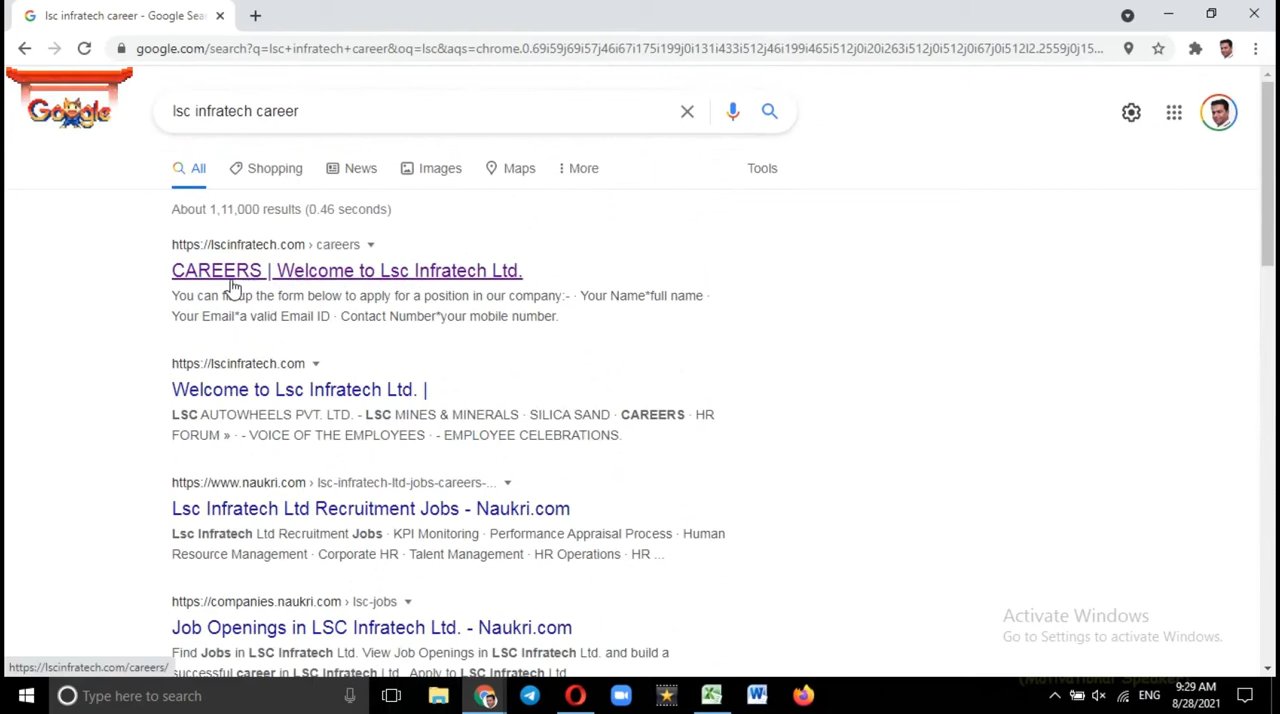 lsc infratech career - Google Sea
google.com/search?q=lsc+infratech+career&oq=lsc&aqs=chrome.0.69i59j69i57j46i67i175i199j0i131i433i512j46i199i465i512j0i20i263i512j0i512j0i67j0i512l2.2559j0j15...
Google
lsc infratech career
All Shopping News Images Maps More Tools
About 1,11,000 results (0.46 seconds)
https://lscinfratech.com › careers
CAREERS | Welcome to Lsc Infratech Ltd.
You can fill up the form below to apply for a position in our company:- · Your Name*full name ·
Your Email*a valid Email ID · Contact Number*your mobile number.
https://lscinfratech.com
Welcome to Lsc Infratech Ltd. |
LSC AUTOWHEELS PVT. LTD. - LSC MINES & MINERALS · SILICA SAND · CAREERS · HR
FORUM » · - VOICE OF THE EMPLOYEES · - EMPLOYEE CELEBRATIONS.
https://www.naukri.com › lsc-infratech-ltd-jobs-careers-...
Lsc Infratech Ltd Recruitment Jobs - Naukri.com
Lsc Infratech Ltd Recruitment Jobs · KPI Monitoring · Performance Appraisal Process · Human
Resource Management · Corporate HR · Talent Management · HR Operations · HR ...
https://companies.naukri.com › lsc-jobs
Job Openings in LSC Infratech Ltd. - Naukri.com
Find Jobs in LSC Infratech Ltd. View Job Openings in LSC Infratech Ltd. and build a
successful career in LSC Infratech Ltd. Apply to LSC Infratech Ltd
Activate Windows
Go to Settings to activate Windows.
https://lscinfratech.com/careers/
(Motivational Speaker)
Type here to search
ENG
9:29 AM
8/28/2021